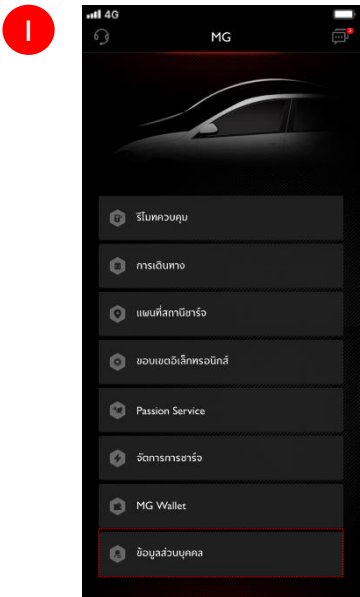 1
4G
MG
รีโมทควบคุม
การเดินทาง
แผนที่สถานีชาร์จ
ขอบเขตอิเล็กทรอนิกส์
Passion Service
จัดการการชาร์จ
MG Wallet
ข้อมูลส่วนบุคคล